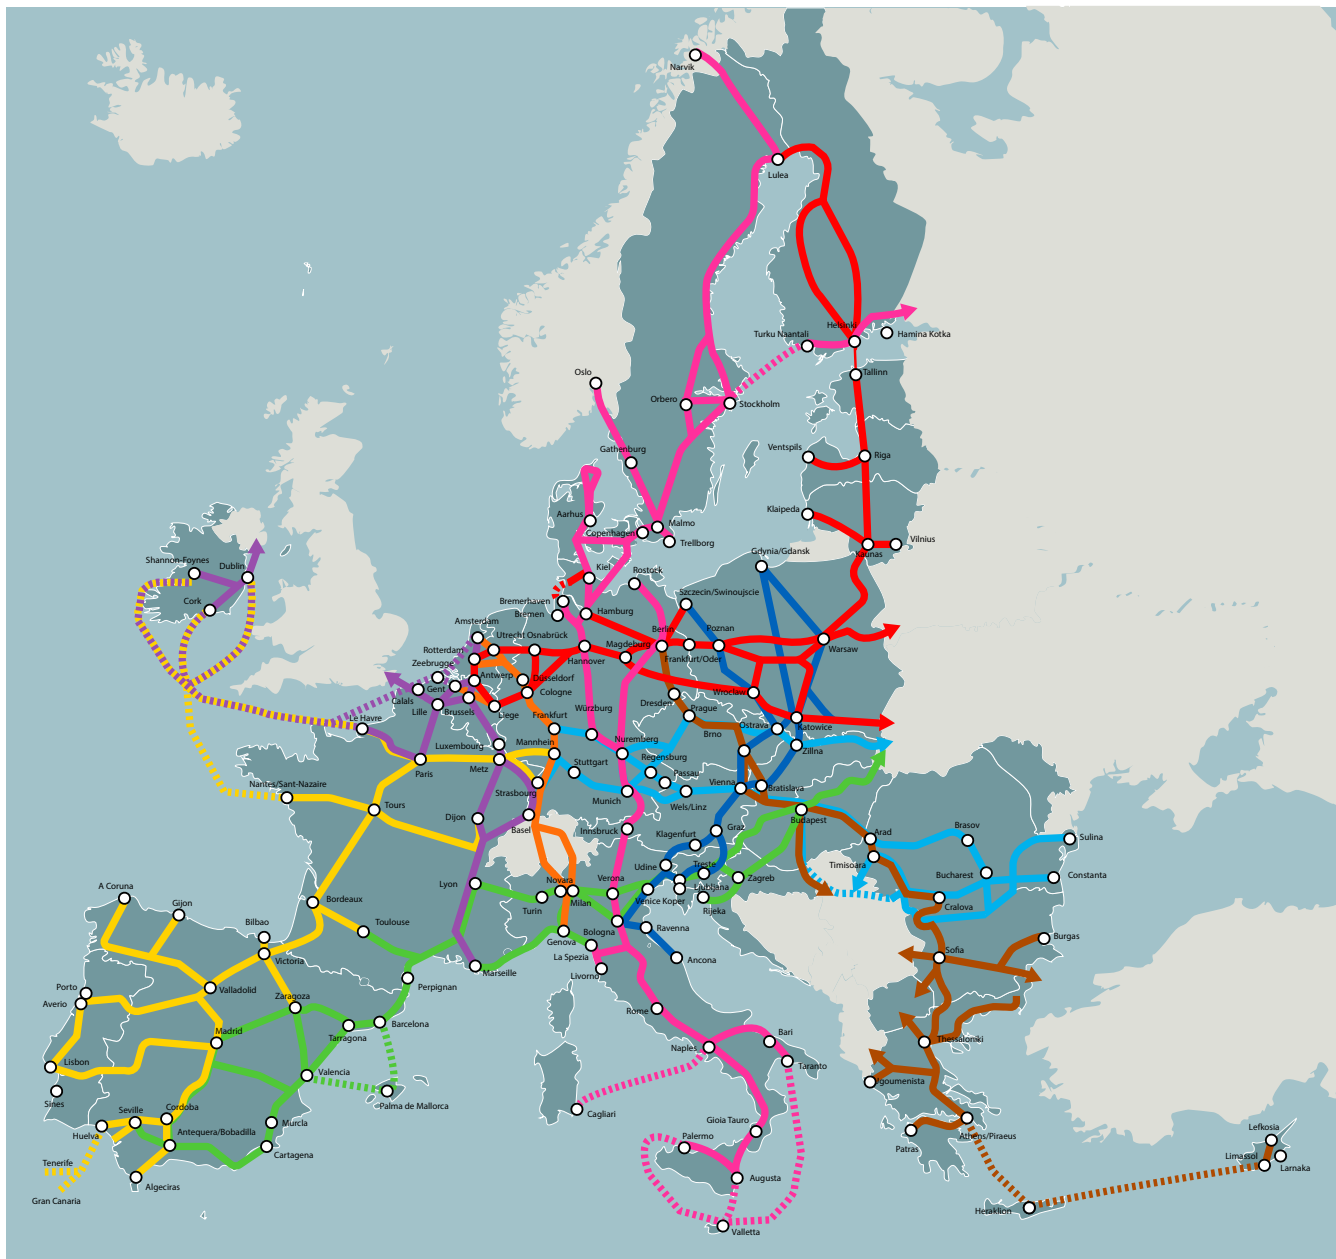 Narvik
Lulea
Helsinki
Turku Naantali
Hamina Kotka
Tallinn
Oslo
Orbero
Stockholm
Gathenburg
Ventspils
Riga
Klaipeda
Aarhus
Copenhagen
Malmo
Trellborg
Kaunas
Vilnius
Gdynia/Gdansk
Shannon-Foynes
Dublin
Cork
Kiel
Rostock
Szczecin/Swinoujscie
Bremerhaven
Bremen
Hamburg
Amsterdam
Utrecht
Osnabrück
Berlin
Poznan
Warsaw
Rotterdam
Hannover
Magdeburg
Frankfurt/Oder
Zeebrugge
Antwerp
Düsseldorf
Cologne
Gent
Calais
Lille
Brussels
Liege
Wroclaw
Dresden
Prague
Le Havre
Frankfurt
Würzburg
Ostrava
Katowice
Brno
Luxembourg
Mannheim
Nuremberg
Zilina
Metz
Paris
Regensburg
Stuttgart
Passau
Nantes/Sant-Nazaire
Strasbourg
Munich
Wels/Linz
Vienna
Bratislava
Tours
Dijon
Basel
Innsbruck
Klagenfurt
Graz
Budapest
Arad
Brasov
Sulina
Timisoara
Udine
Treste
Bucharest
Constanta
A Coruna
Gijon
Lyon
Turin
Novara
Milan
Verona
Ljubljana
Zagreb
Venice
Koper
Rijeka
Cralova
Bordeaux
Bilbao
Toulouse
Genova
Bologna
Ravenna
Burgas
Victoria
La Spezia
Livorno
Ancona
Sofia
Marseille
Porto
Averio
Valladolid
Zaragoza
Perpignan
Rome
Madrid
Tarragona
Barcelona
Bari
Naples
Taranto
Thessaloniki
Lisbon
Valencia
Igoumenista
Sines
Palma de Mallorca
Cagliari
Seville
Cordoba
Huelva
Antequera/Bobadilla
Murcla
Cartagena
Gioia Tauro
Palermo
Athens/Piraeus
Patras
Lefkosia
Limassol
Larnaka
Tenerife
Gran Canaria
Algeciras
Augusta
Valletta
Heraklion